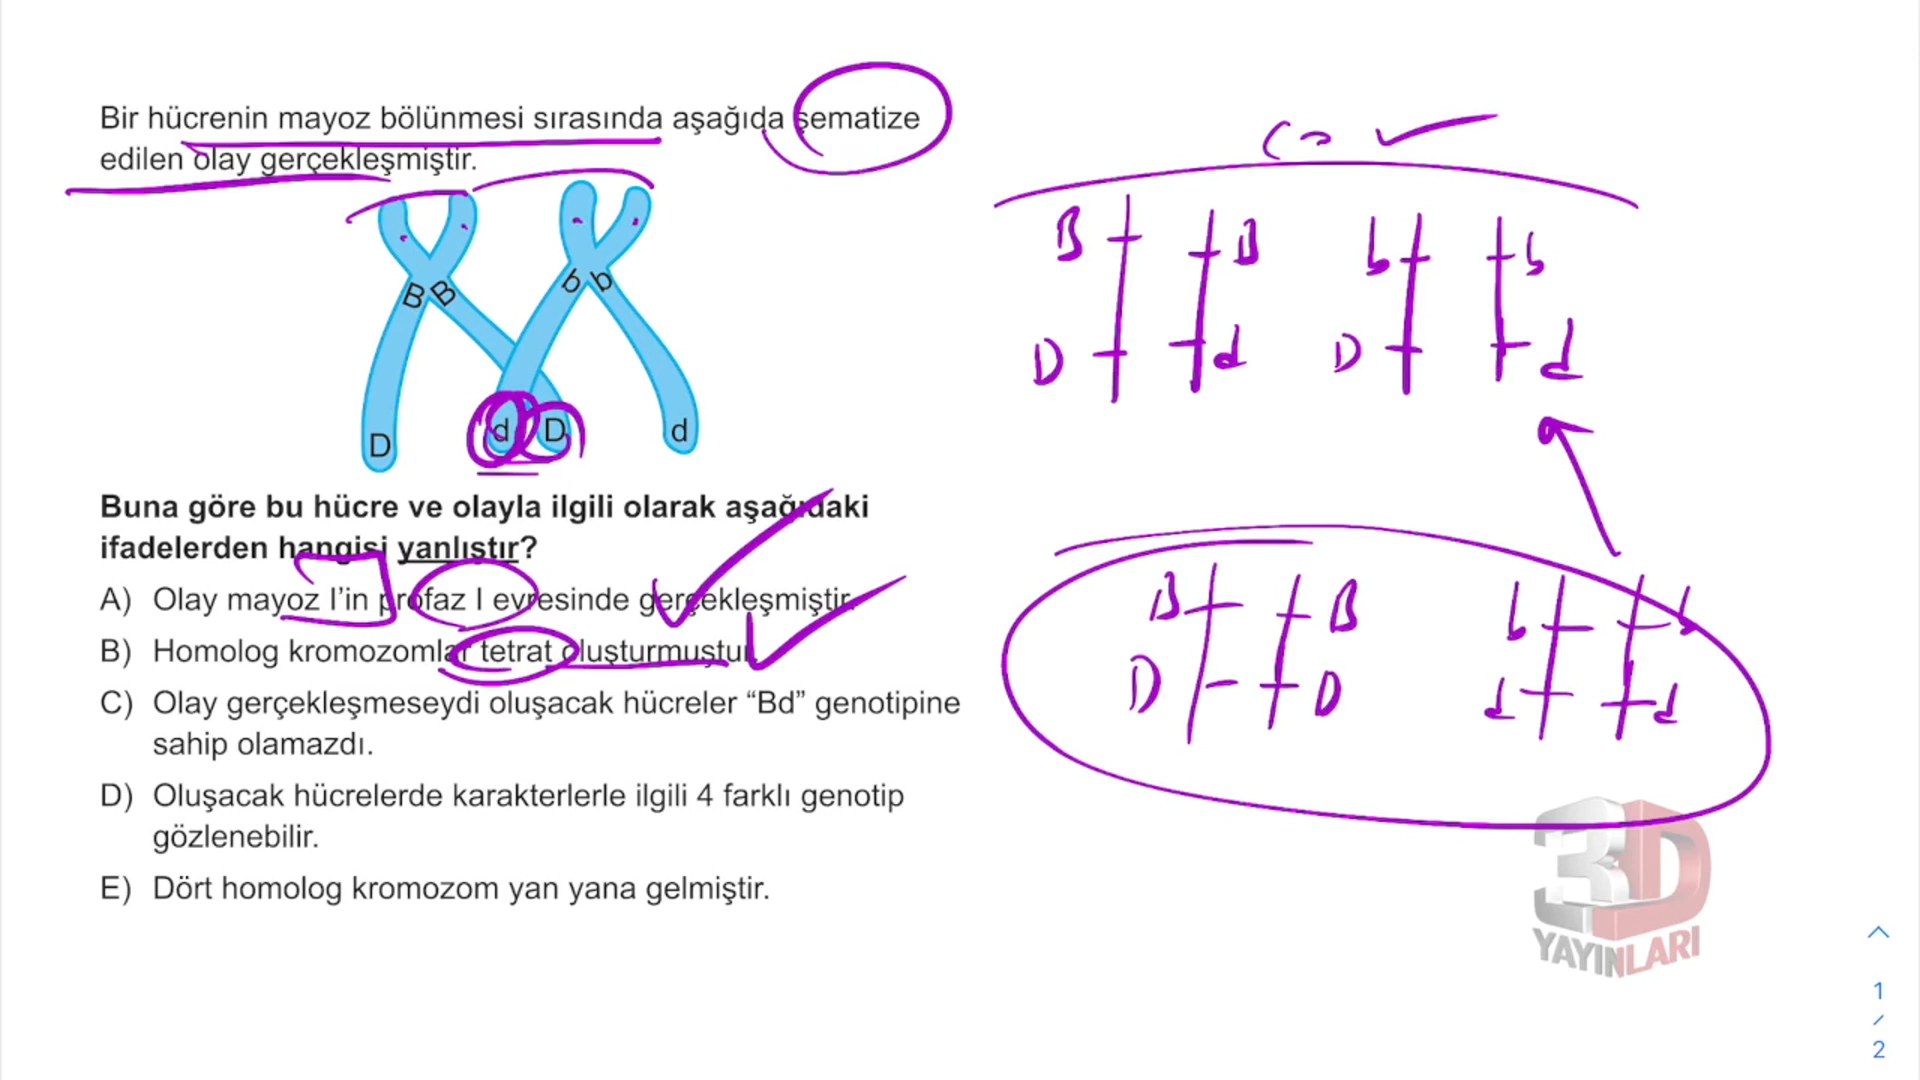 Bir hücrenin mayoz bölünmesi sırasında aşağıda şematize
edilen olay gerçekleşmiştir.
B B b b
D d D d
Buna göre bu hücre ve olayla ilgili olarak aşağıdaki
ifadelerden hangisi yanlıştır?
A) Olay mayoz I’in profaz I evresinde gerçekleşmiştir.
B) Homolog kromozomlar tetrat oluşturmuştur.
C) Olay gerçekleşmeseydi oluşacak hücreler “Bd” genotipine
sahip olamazdı.
D) Oluşacak hücrelerde karakterlerle ilgili 4 farklı genotip
gözlenebilir.
E) Dört homolog kromozom yan yana gelmiştir.
B B b b
D d D d
B B b b
D D d d
3D
YAYINLARI
1
/
2